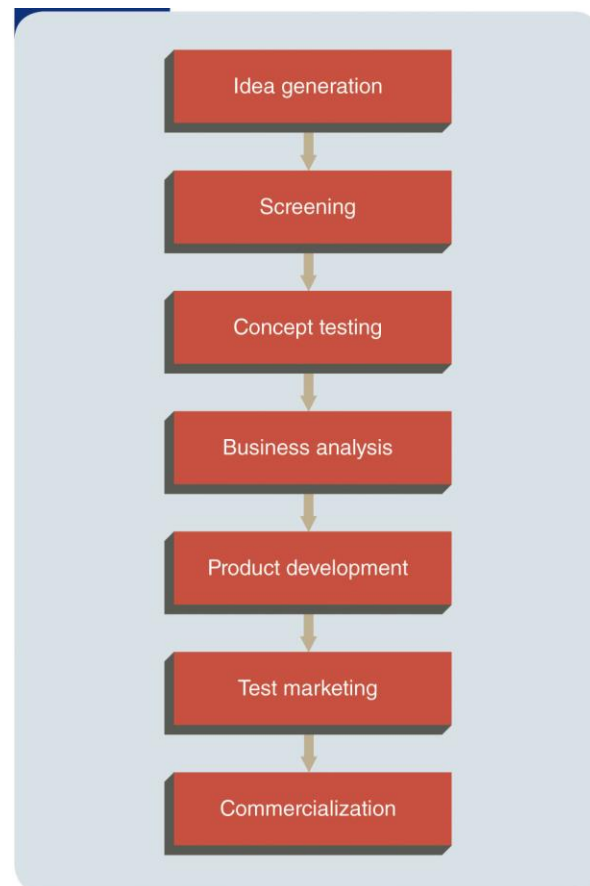 Idea generation
Screening
Concept testing
Business analysis
Product development
Test marketing
Commercialization